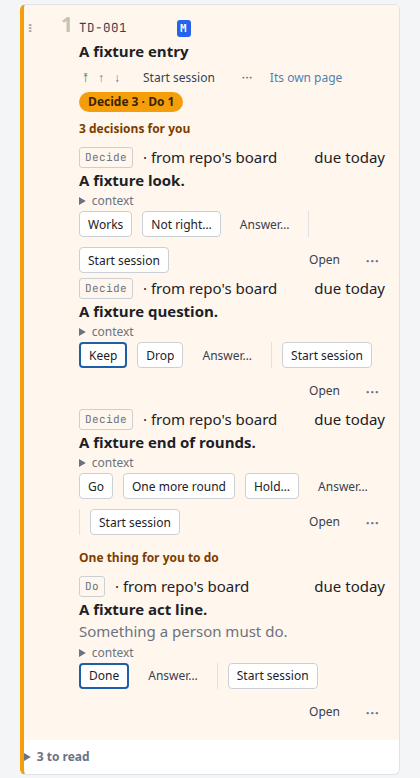 1 TD-001 M
A fixture entry
⤒ ↑ ↓ Start session ··· Its own page
Decide 3 · Do 1
3 decisions for you
Decide · from repo's board due today
A fixture look.
▶ context
Works Not right... Answer...
Start session Open ···
Decide · from repo's board due today
A fixture question.
▶ context
Keep Drop Answer... Start session
Open ···
Decide · from repo's board due today
A fixture end of rounds.
▶ context
Go One more round Hold... Answer...
Start session Open ···
One thing for you to do
Do · from repo's board due today
A fixture act line.
Something a person must do.
▶ context
Done Answer... Start session
Open ···
▶ 3 to read